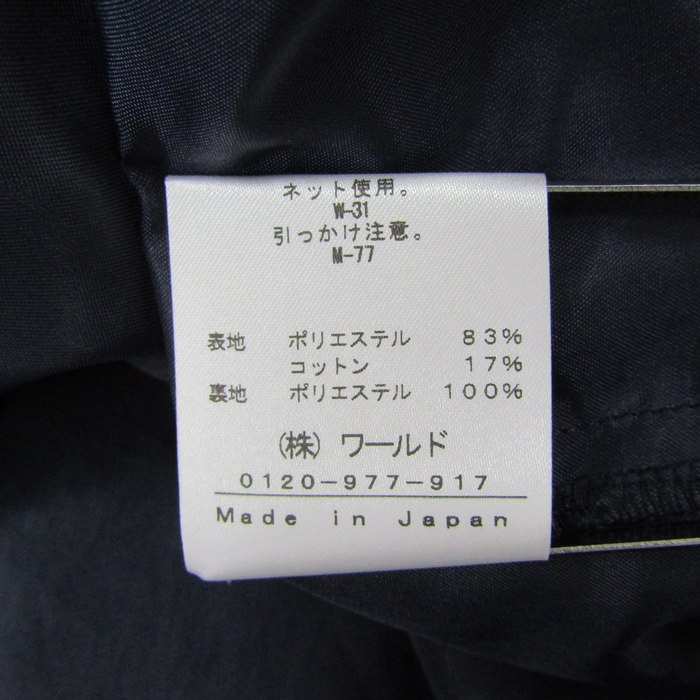 ネット使用。
W-31
引っかけ注意。
M-77
表地 ポリエステル 83%
コットン 17%
裏地 ポリエステル 100%
(株) ワールド
0120-977-917
Made in Japan